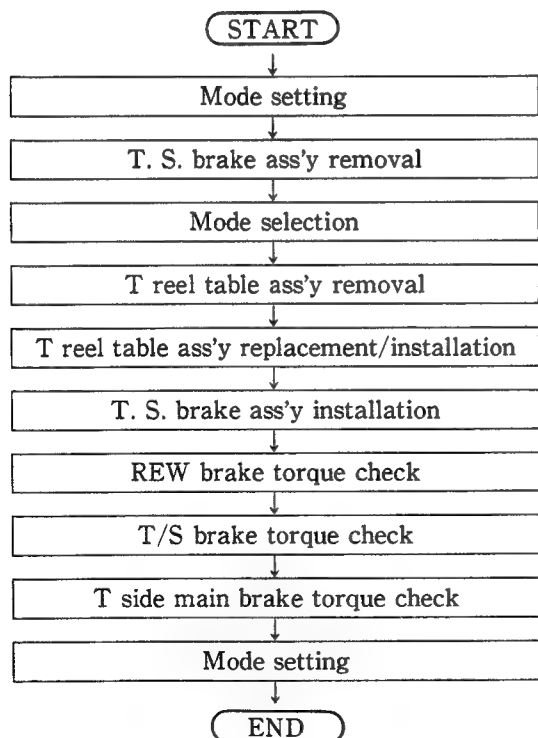 START
Mode setting
T. S. brake ass'y removal
Mode selection
T reel table ass'y removal
T reel table ass'y replacement/installation
T. S. brake ass'y installation
REW brake torque check
T/S brake torque check
T side main brake torque check
Mode setting
END